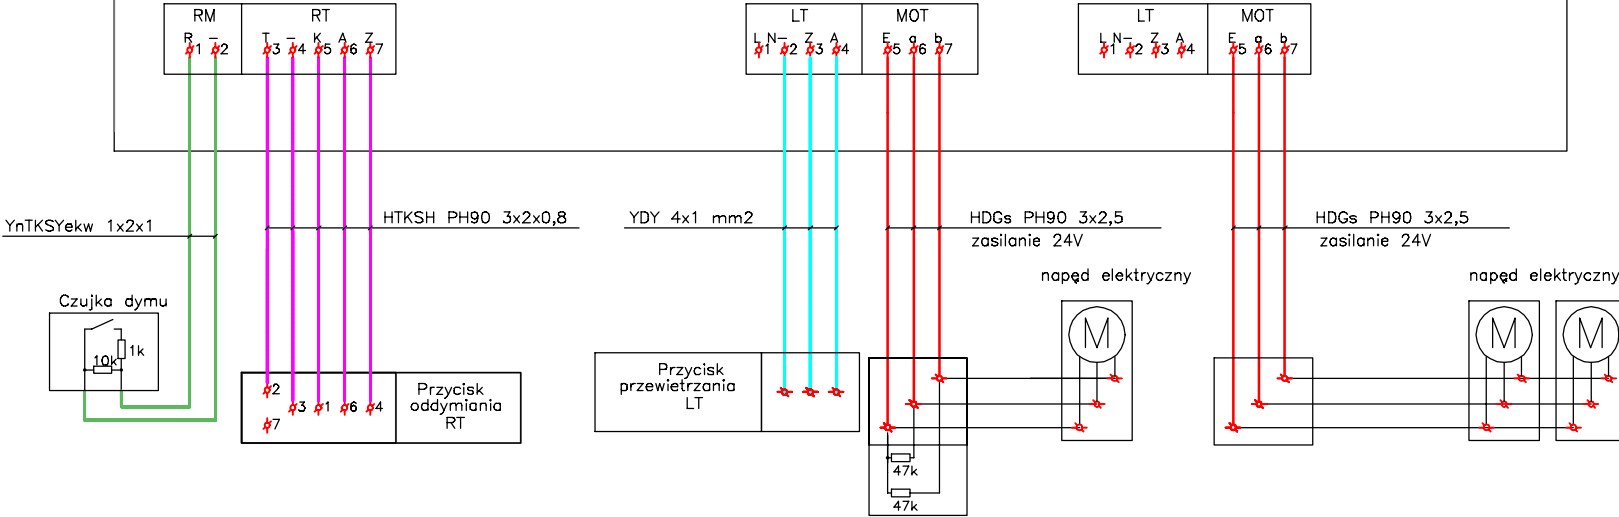 RM RT LT MOT LT MOT
R - T - K A Z L N- Z A E a b L N- Z A E a b
1 2 3 4 5 6 7 1 2 3 4 5 6 7 1 2 3 4 5 6 7
YnTKSYekw 1x2x1
HTKSH PH90 3x2x0,8
YDY 4x1 mm2
HDGs PH90 3x2,5
zasilanie 24V
HDGs PH90 3x2,5
zasilanie 24V
napęd elektryczny
napęd elektryczny
Czujka dymu
10k 1k
M
M M
2
3 1 6 4
7
Przycisk
oddymiania
RT
Przycisk
przewietrzania
LT
47k
47k